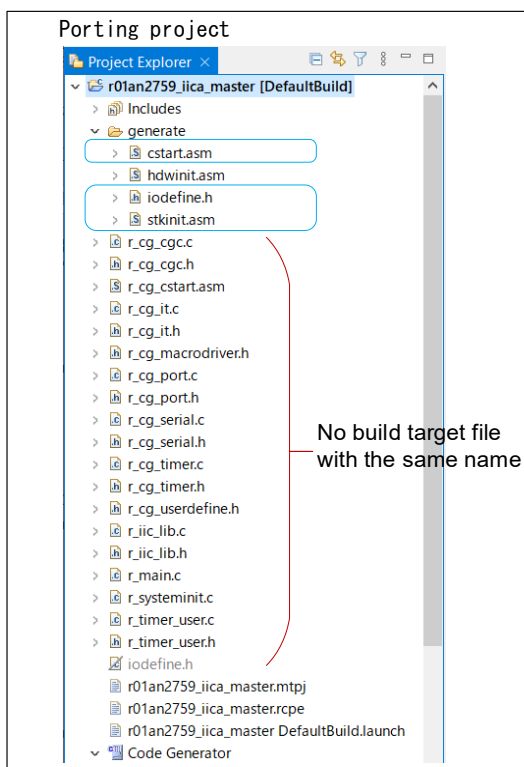 Porting project
Project Explorer ×
r01an2759_iica_master [DefaultBuild]
Includes
generate
cstart.asm
hdwinit.asm
iodefine.h
stkinit.asm
r_cg_cgc.c
r_cg_cgc.h
r_cg_cstart.asm
r_cg_it.c
r_cg_it.h
r_cg_macrodriver.h
r_cg_port.c
r_cg_port.h
r_cg_serial.c
r_cg_serial.h
r_cg_timer.c
r_cg_timer.h
r_cg_userdefine.h
r_iic_lib.c
r_iic_lib.h
r_main.c
r_systeminit.c
r_timer_user.c
r_timer_user.h
iodefine.h
r01an2759_iica_master.mtpj
r01an2759_iica_master.rcpe
r01an2759_iica_master DefaultBuild.launch
Code Generator
No build target file
with the same name